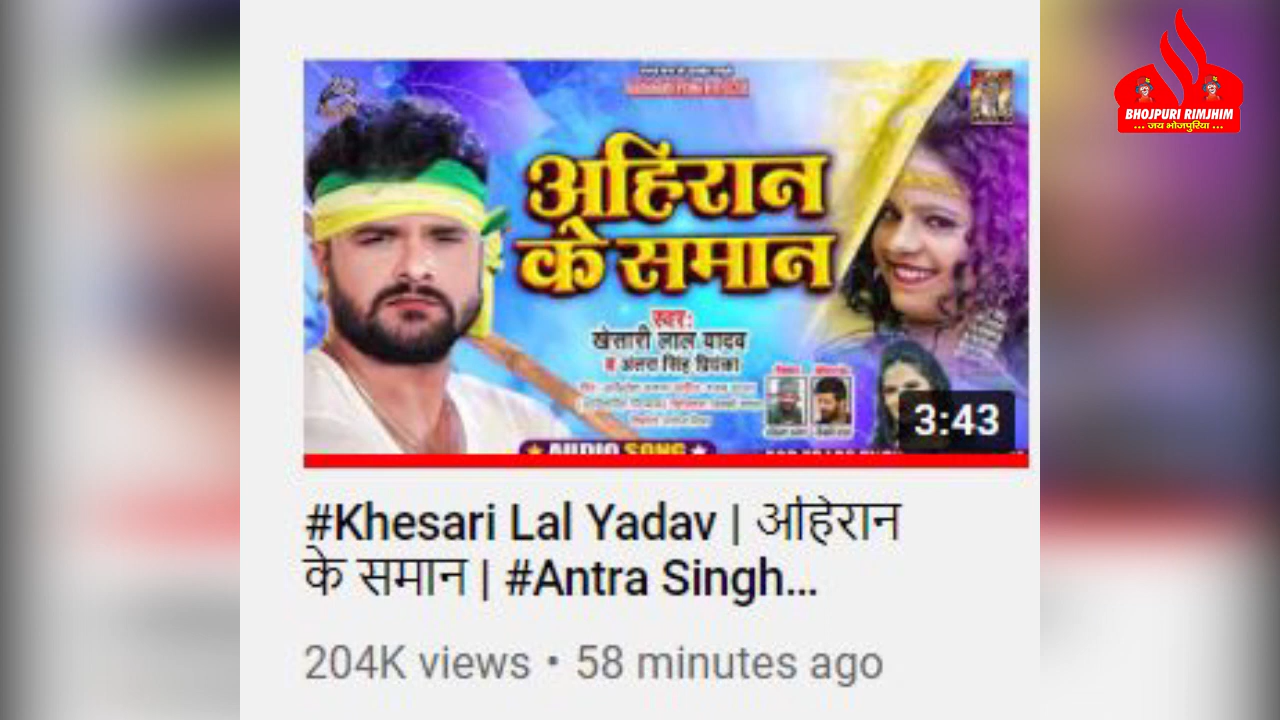 BHOJPURI RIMJHIM
... जय भोजपुरिया ...
अहिरान
के समान
स्वर:
खेसारी लाल यादव
व अंतरा सिंह प्रियंका
3:43
AUDIO SONG
#Khesari Lal Yadav | अहिरान
के समान | #Antra Singh...
204K views • 58 minutes ago